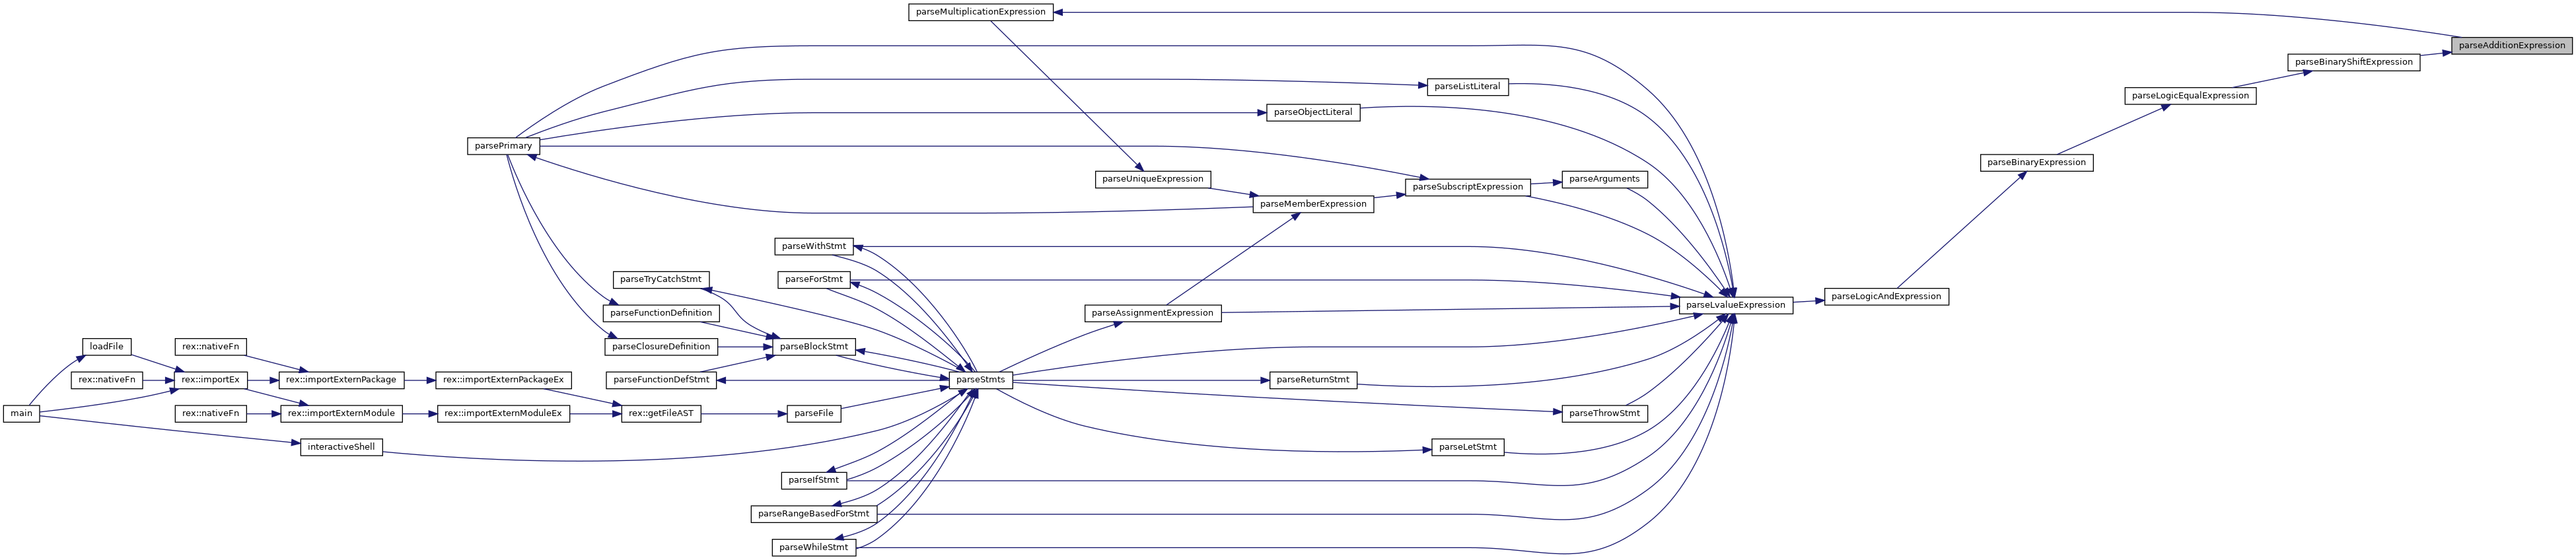 parseMultiplicationExpression
parseAdditionExpression
parseBinaryShiftExpression
parseListLiteral
parseLogicEqualExpression
parseObjectLiteral
parsePrimary
parseBinaryExpression
parseUniqueExpression
parseArguments
parseSubscriptExpression
parseMemberExpression
parseWithStmt
parseTryCatchStmt
parseForStmt
parseLogicAndExpression
parseLvalueExpression
parseFunctionDefinition
parseAssignmentExpression
loadFile
rex::nativeFn
parseClosureDefinition
parseBlockStmt
rex::nativeFn
rex::importEx
rex::importExternPackage
rex::importExternPackageEx
parseFunctionDefStmt
parseStmts
parseReturnStmt
main
rex::nativeFn
rex::importExternModule
rex::importExternModuleEx
rex::getFileAST
parseFile
parseThrowStmt
interactiveShell
parseLetStmt
parseIfStmt
parseRangeBasedForStmt
parseWhileStmt